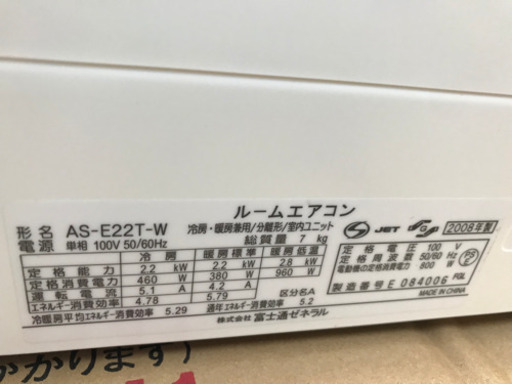 ルームエアコン
形名 AS-E22T-W 冷房・暖房兼用/分離形/室内ユニット
電源 単相 100V 50/60Hz 総質量 7 kg
JET 2008年製
冷房 暖房標準 暖房低温
定格能力 2.2 kW 2.2 kW 2.8 kW
定格消費電力 460 W 380 W 960 W
運転電流 5.1 A 4.2 A
エネルギー消費効率 4.78 5.79 区分名A
冷暖房平均エネルギー消費効率 5.29 通年エネルギー消費効率 5.2
株式会社 富士通ゼネラル
定格電圧 100 V
定格周波数 50/60 Hz
電動機の定格消費電力 800 W
製造番号 E 084006 FGL
MADE IN CHINA
かかります)